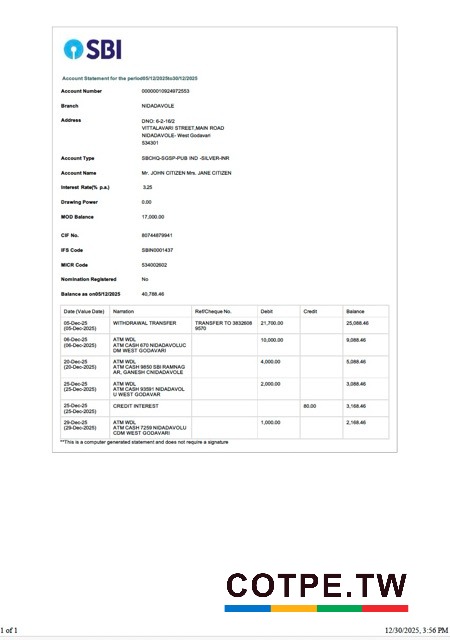 SBI
Account Statement for the period05/12/2025to30/12/2025
Account Number 00000010924972553
Branch NIDADAVOLE
Address DNO: 6-2-16/2
VITTALAVARI STREET,MAIN ROAD
NIDADAVOLE- West Godavari
534301
Account Type SBCHQ-SGSP-PUB IND -SILVER-INR
Account Name Mr. JOHN CITIZEN Mrs. JANE CITIZEN
Interest Rate(% p.a.) 3.25
Drawing Power 0.00
MOD Balance 17,000.00
CIF No. 80744879941
IFS Code SBIN0001437
MICR Code 534002602
Nomination Registered No
Balance as on05/12/2025 40,788.46
Date (Value Date) Narration Ref/Cheque No. Debit Credit Balance
05-Dec-25 WITHDRAWAL TRANSFER TRANSFER TO 3832608 21,700.00 25,088.46
(05-Dec-2025) 9570
06-Dec-25 ATM WDL 10,000.00 9,088.46
(06-Dec-2025) ATM CASH 670 NIDADAVOLUC
DM WEST GODAVARI
20-Dec-25 ATM WDL 4,000.00 5,088.46
(20-Dec-2025) ATM CASH 9850 SBI RAMNAG
AR, GANESH CNIDADAVOLE
25-Dec-25 ATM WDL 2,000.00 3,088.46
(25-Dec-2025) ATM CASH 93591 NIDADAVOL
U WEST GODAVAR
25-Dec-25 CREDIT INTEREST 80.00 3,168.46
(25-Dec-2025)
29-Dec-25 ATM WDL 1,000.00 2,168.46
(29-Dec-2025) ATM CASH 7259 NIDADAVOLU
CDM WEST GODAVARI
**This is a computer generated statement and does not require a signature
COTPE.TW
1 of 1 12/30/2025, 3:56 PM